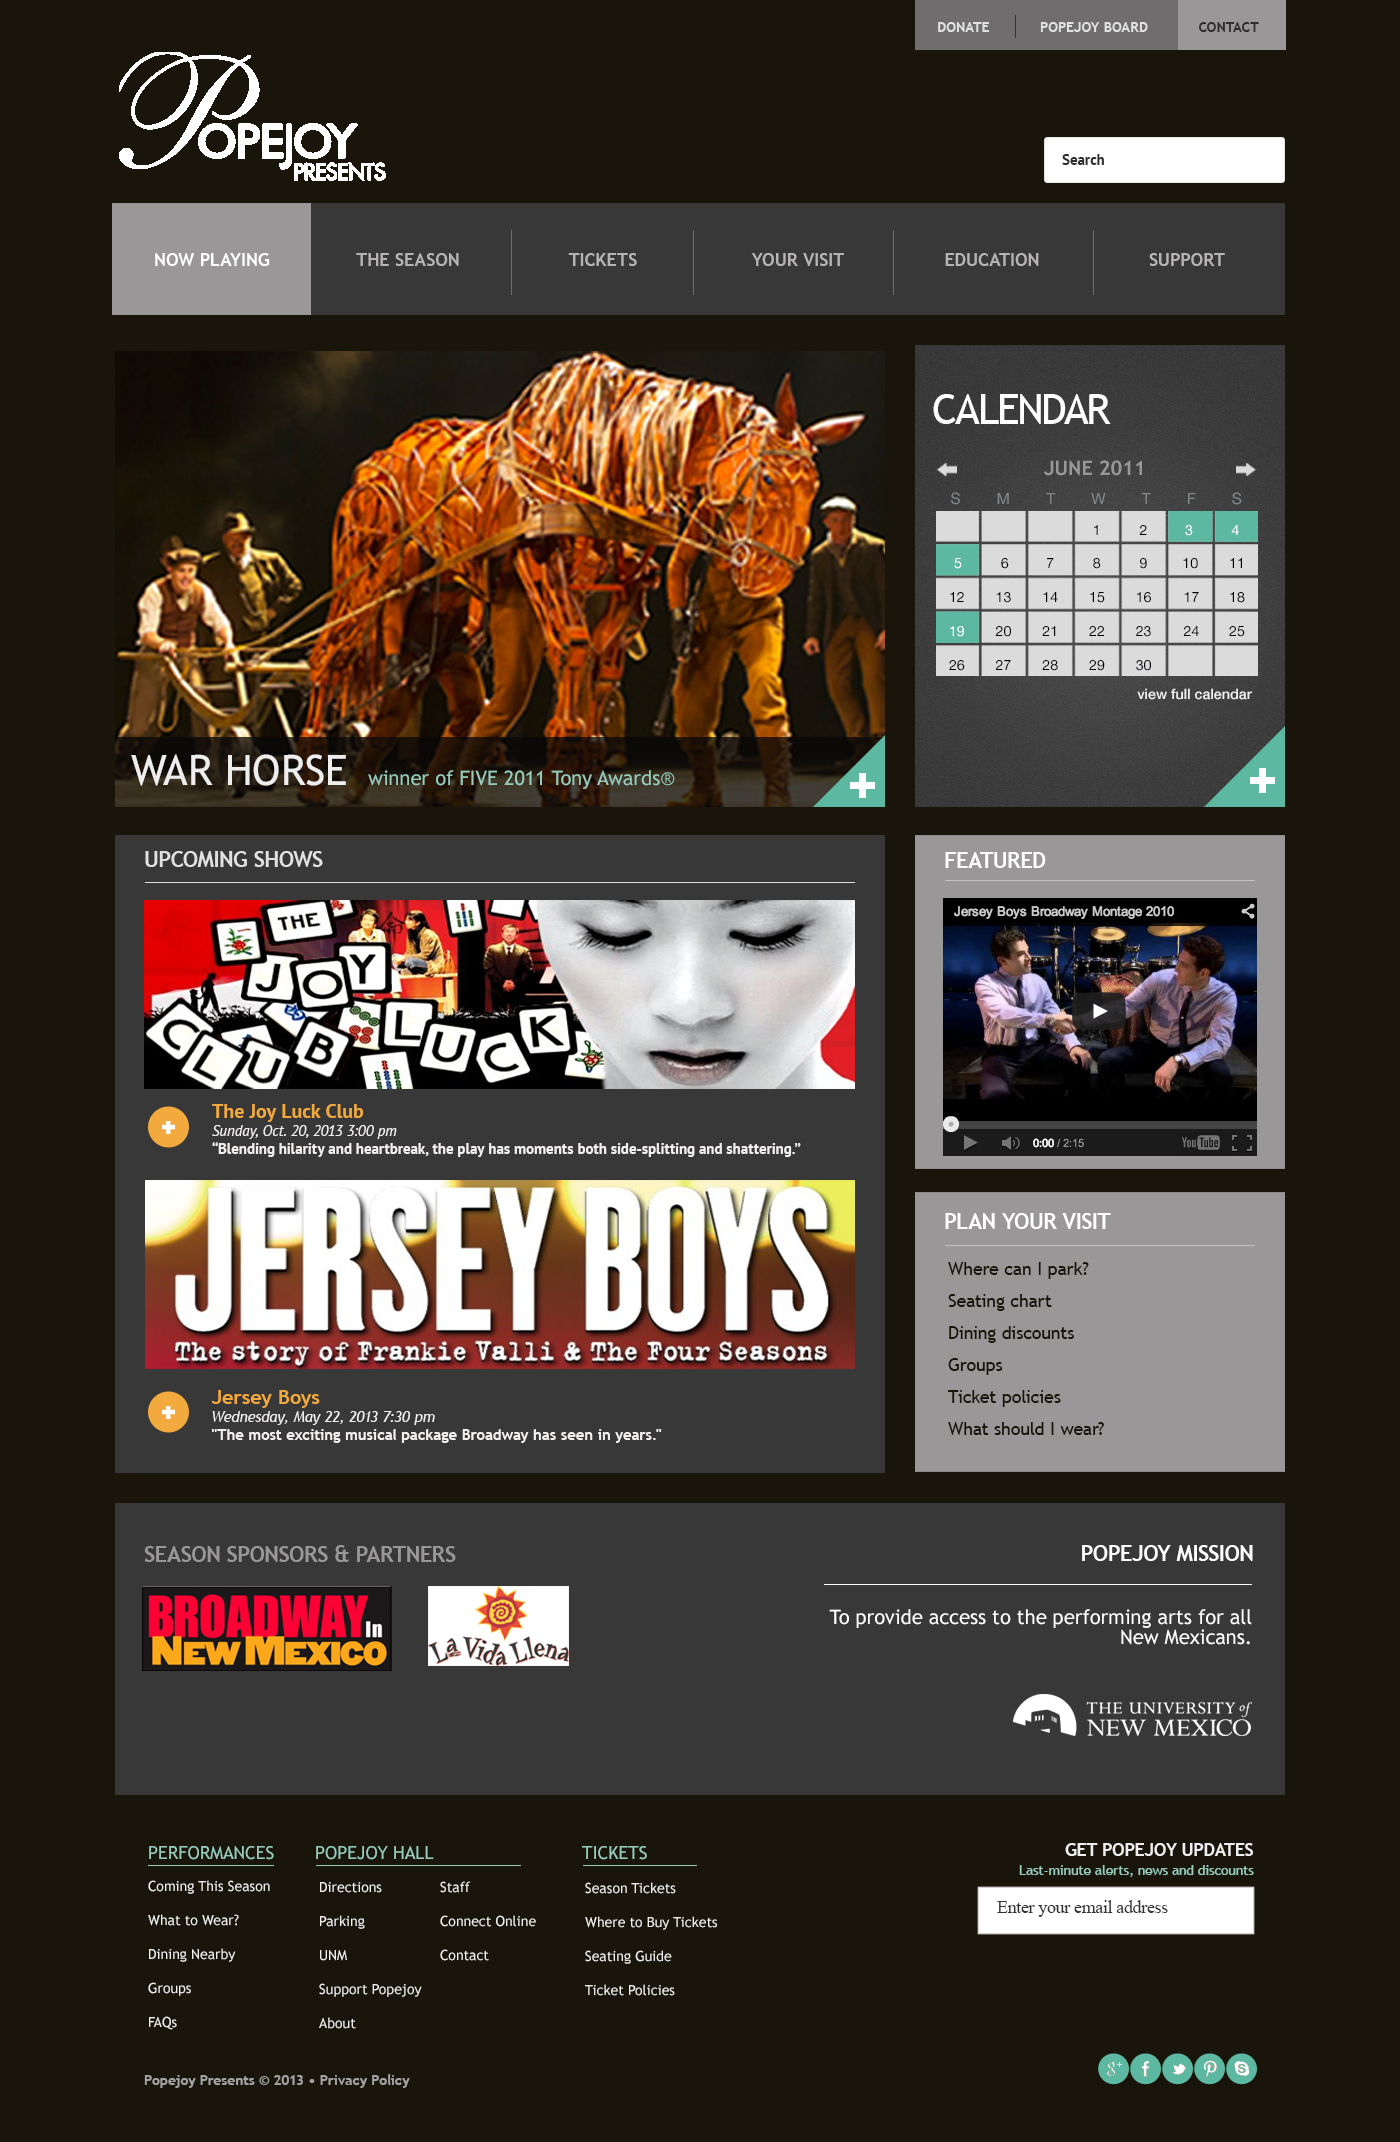 DONATE
POPEJOY BOARD
CONTACT
POPEJOY
PRESENTS
Search
NOW PLAYING
THE SEASON
TICKETS
YOUR VISIT
EDUCATION
SUPPORT
WAR HORSE winner of FIVE 2011 Tony Awards®
CALENDAR
JUNE 2011
S M T W T F S
1 2 3 4
5 6 7 8 9 10 11
12 13 14 15 16 17 18
19 20 21 22 23 24 25
26 27 28 29 30
view full calendar
UPCOMING SHOWS
THE
JOY
LUCK
CLUB
The Joy Luck Club
Sunday, Oct. 20, 2013 3:00 pm
“Blending hilarity and heartbreak, the play has moments both side-splitting and shattering.”
JERSEY BOYS
The story of Frankie Valli & The Four Seasons
Jersey Boys
Wednesday, May 22, 2013 7:30 pm
"The most exciting musical package Broadway has seen in years."
FEATURED
Jersey Boys Broadway Montage 2010
0:00 / 2:15
YouTube
PLAN YOUR VISIT
Where can I park?
Seating chart
Dining discounts
Groups
Ticket policies
What should I wear?
SEASON SPONSORS & PARTNERS
BROADWAY In
NEW MEXICO
La Vida Llena
POPEJOY MISSION
To provide access to the performing arts for all
New Mexicans.
THE UNIVERSITY of
NEW MEXICO
PERFORMANCES
Coming This Season
What to Wear?
Dining Nearby
Groups
FAQs
POPEJOY HALL
Directions
Parking
UNM
Support Popejoy
About
Staff
Connect Online
Contact
TICKETS
Season Tickets
Where to Buy Tickets
Seating Guide
Ticket Policies
GET POPEJOY UPDATES
Last-minute alerts, news and discounts
Enter your email address
Popejoy Presents © 2013 • Privacy Policy